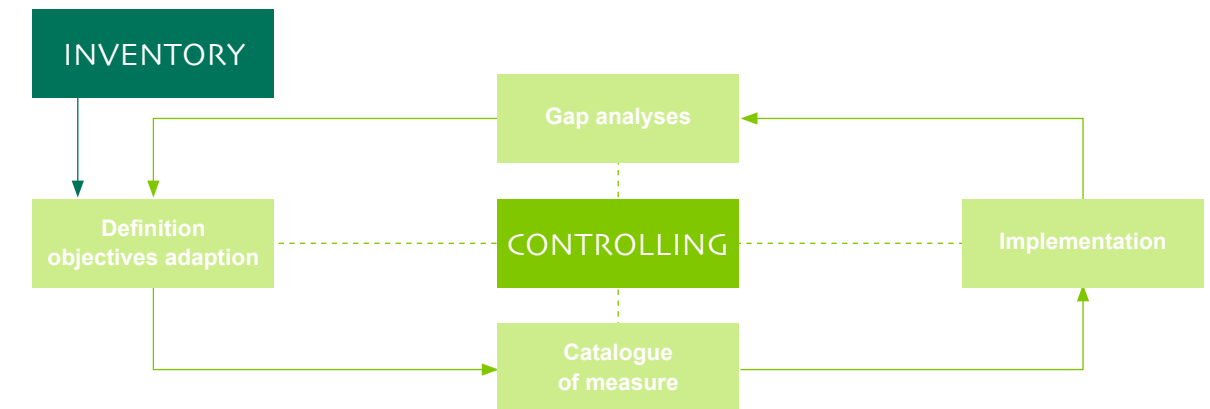 INVENTORY
Gap analyses
Definition
objectives adaption
CONTROLLING
Implementation
Catalogue
of measure